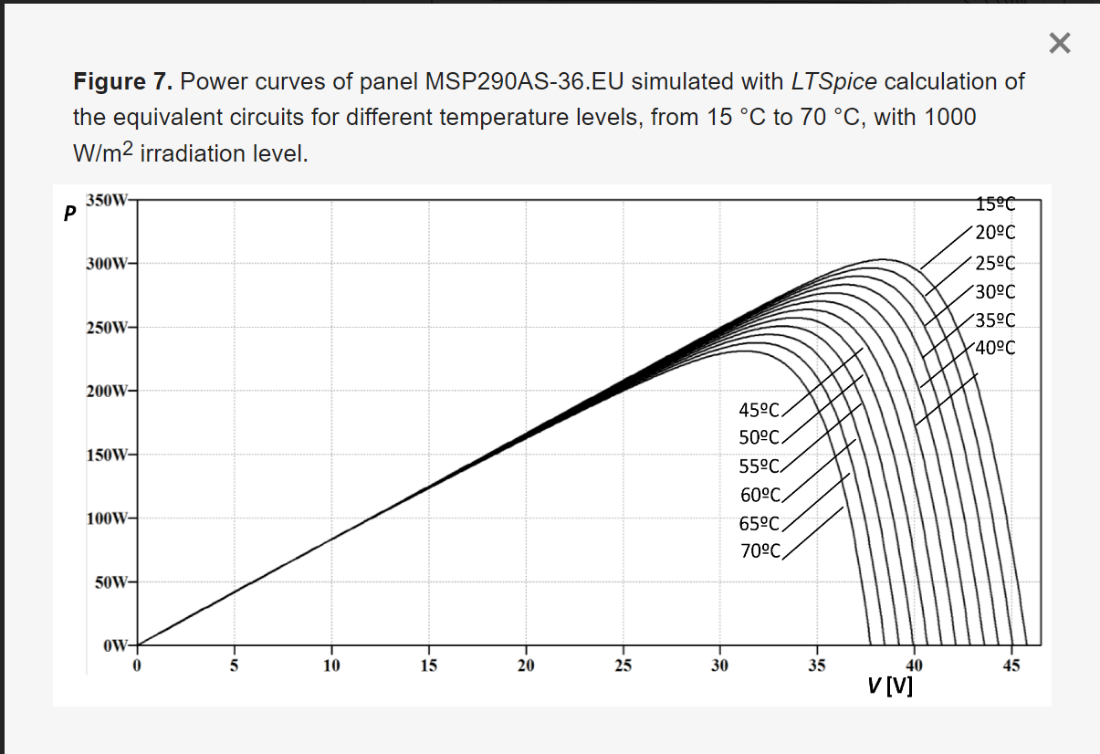 Figure 7. Power curves of panel MSP290AS-36.EU simulated with LTSpice calculation of
the equivalent circuits for different temperature levels, from 15 °C to 70 °C, with 1000
W/m2 irradiation level.
P
350W
300W
250W
200W
150W
100W
50W
0W
15ºC
20ºC
25ºC
30ºC
35ºC
40ºC
45ºC
50ºC
55ºC
60ºC
65ºC
70ºC
0 5 10 15 20 25 30 35 40 45
V [V]